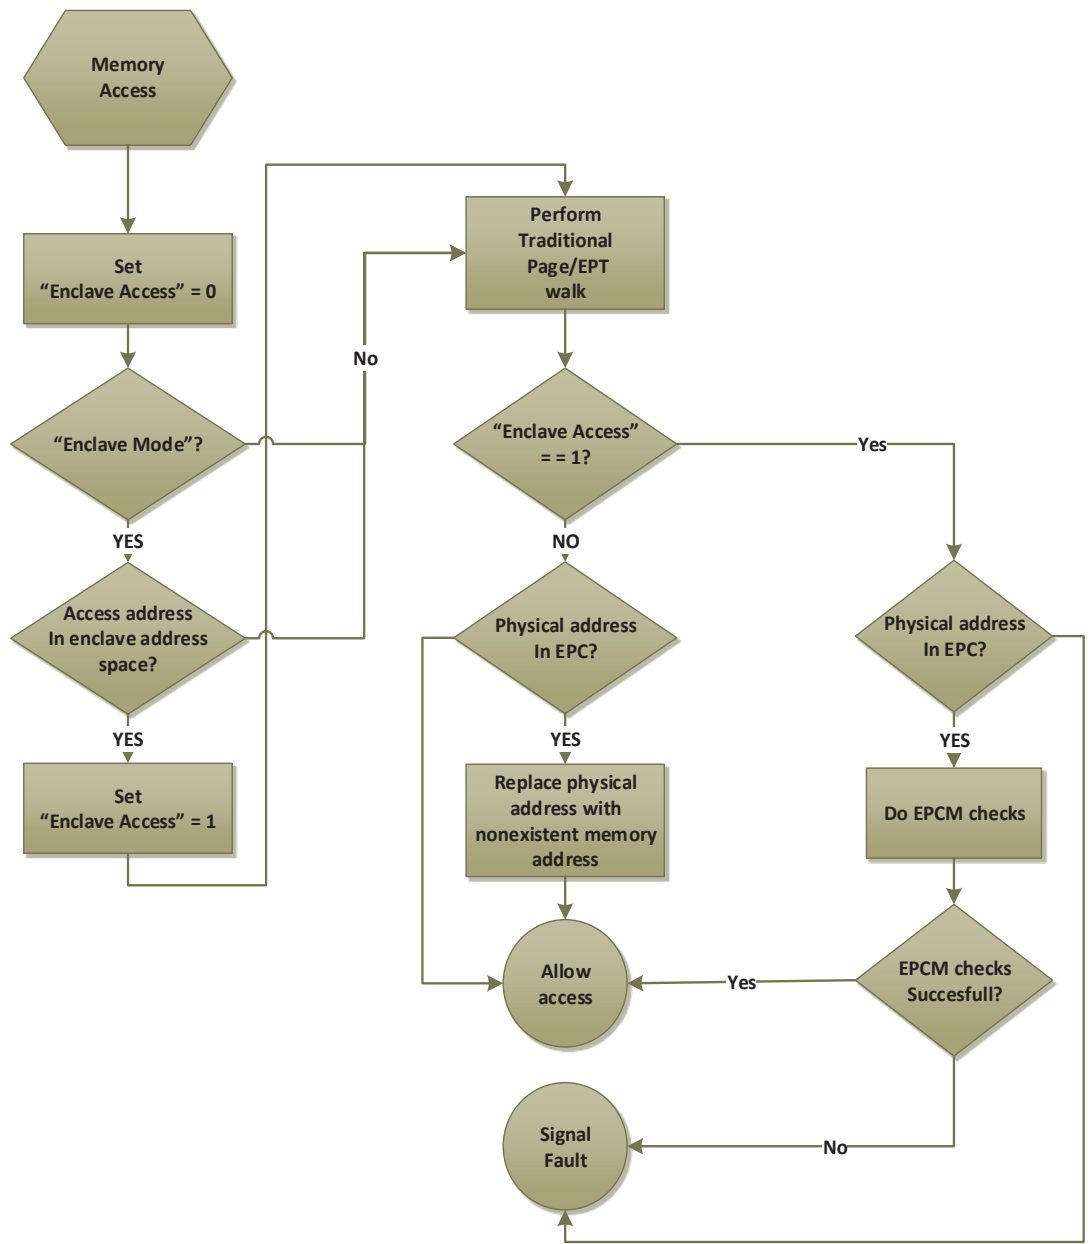 Memory
Access
Set
“Enclave Access” = 0
“Enclave Mode”?
YES
Access address
In enclave address
space?
YES
Set
“Enclave Access” = 1
No
Perform
Traditional
Page/EPT
walk
“Enclave Access”
= = 1?
Yes
NO
Physical address
In EPC?
YES
Replace physical
address with
nonexistent memory
address
Allow
access
Physical address
In EPC?
YES
Do EPCM checks
EPCM checks
Succesfull?
Yes
No
Signal
Fault